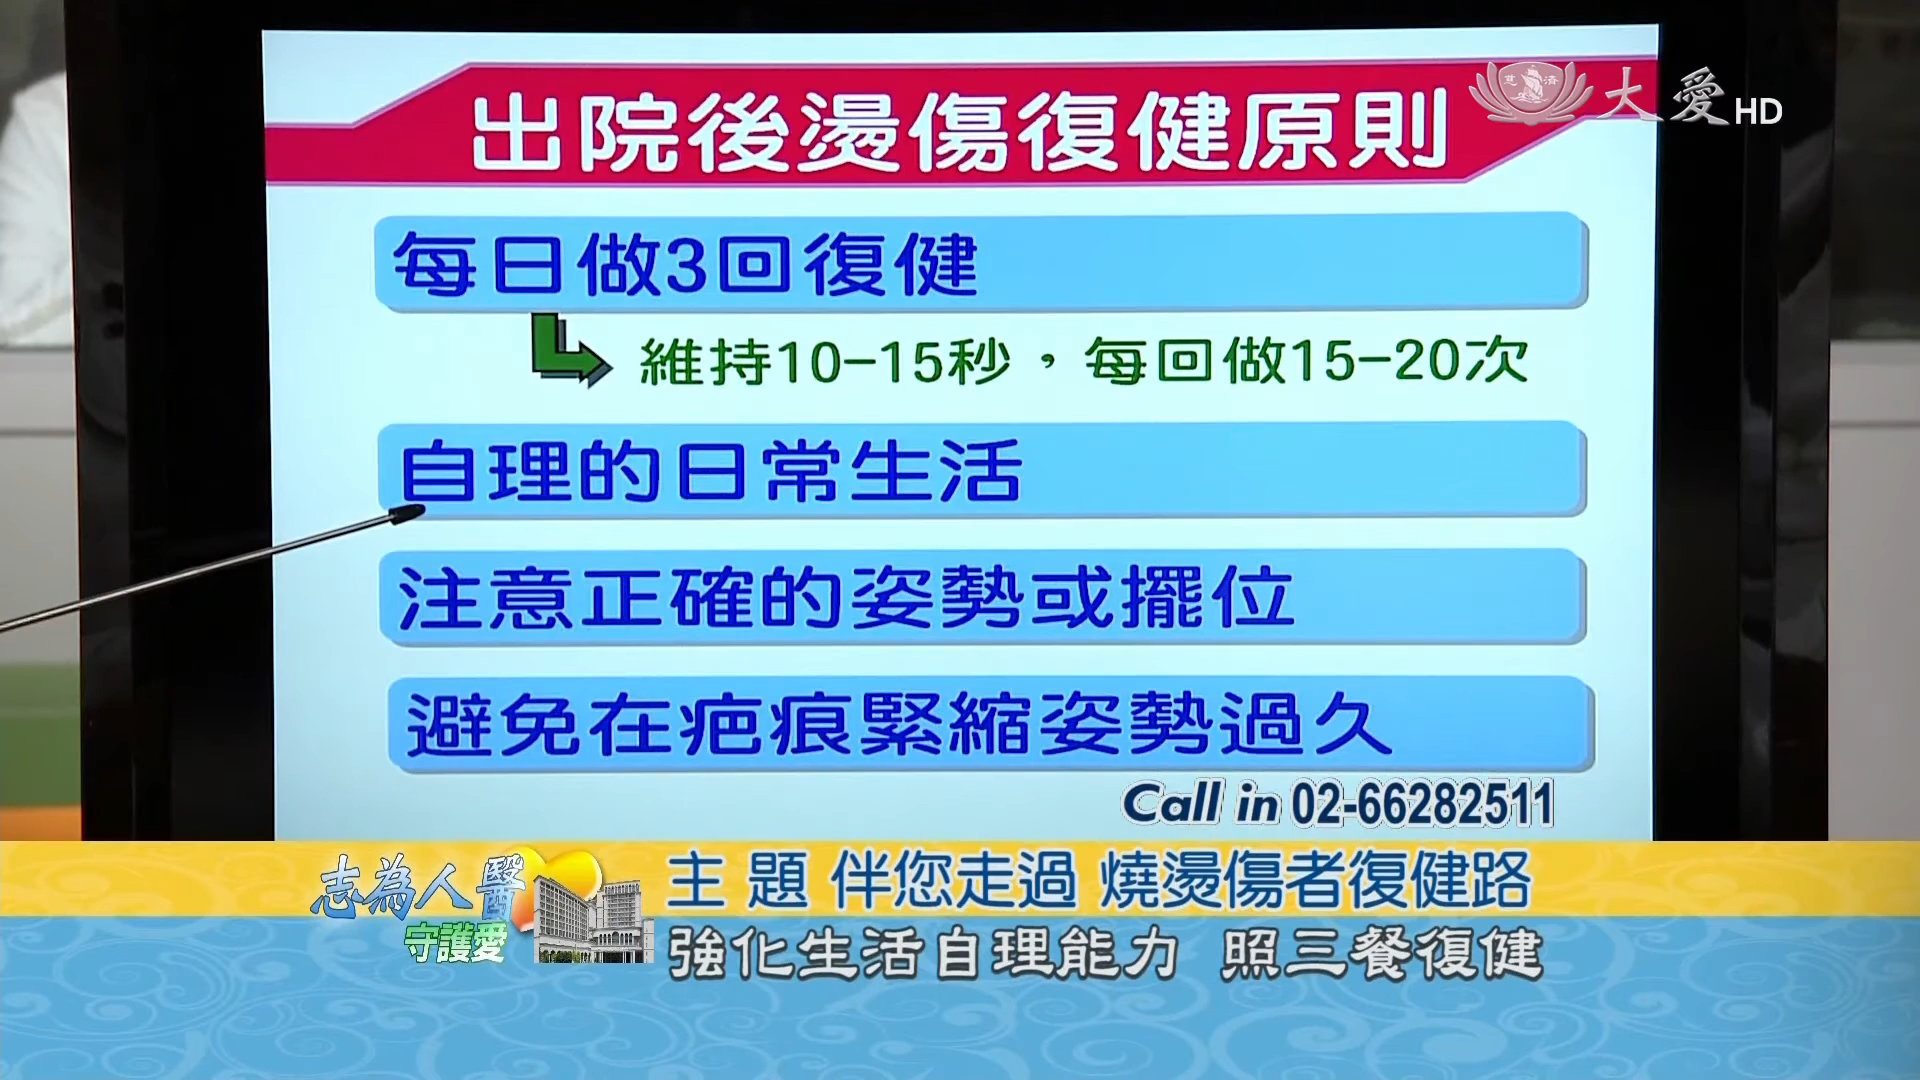 出院後燙傷復健原則
大愛HD
每日做3回復健
維持10-15秒，每回做15-20次
自理的日常生活
注意正確的姿勢或擺位
避免在疤痕緊縮姿勢過久
Call in 02-66282511
志為人醫
守護愛
主題 伴您走過 燒燙傷者復健路
強化生活自理能力 照三餐復健